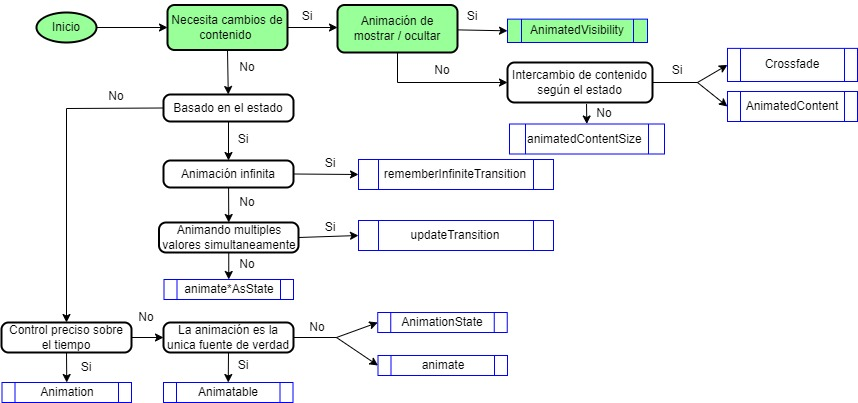 Inicio
Necesita cambios de
contenido
Si
Animación de
mostrar / ocultar
Si
AnimatedVisibility
No
No
Intercambio de contenido
según el estado
Si
Crossfade
AnimatedContent
No
animatedContentSize
No
Basado en el estado
Si
Animación infinita
Si
rememberInfiniteTransition
No
Animando multiples
valores simultaneamente
Si
updateTransition
No
animate*AsState
Control preciso sobre
el tiempo
No
La animación es la
unica fuente de verdad
No
AnimationState
animate
Si
Si
Animation
Animatable